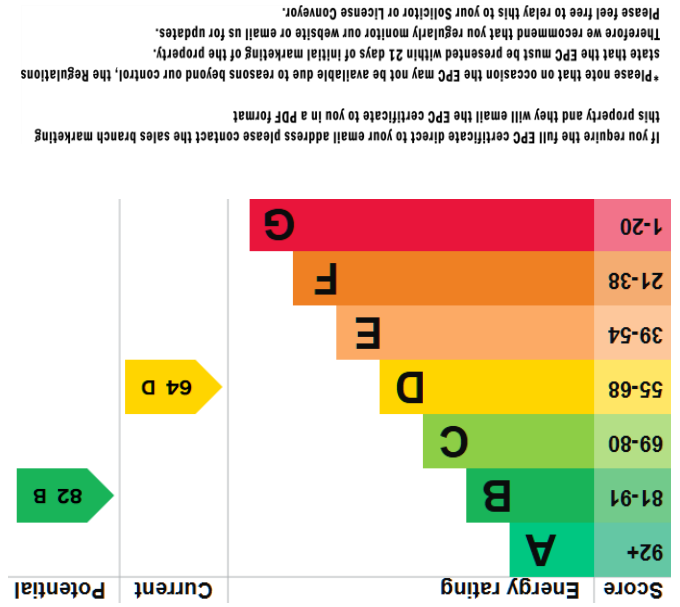 Score Energy rating Current Potential
92+ A
81-91 B 82 B
69-80 C
55-68 D 64 D
39-54 E
21-38 F
1-20 G
If you require the full EPC certificate direct to your email address please contact the sales branch marketing
this property and they will email the EPC certificate to you in a PDF format
*Please note that on occasion the EPC may not be available due to reasons beyond our control, the Regulations
state that the EPC must be presented within 21 days of initial marketing of the property.
Therefore we recommend that you regularly monitor our website or email us for updates.
Please feel free to relay this to your Solicitor or License Conveyor.